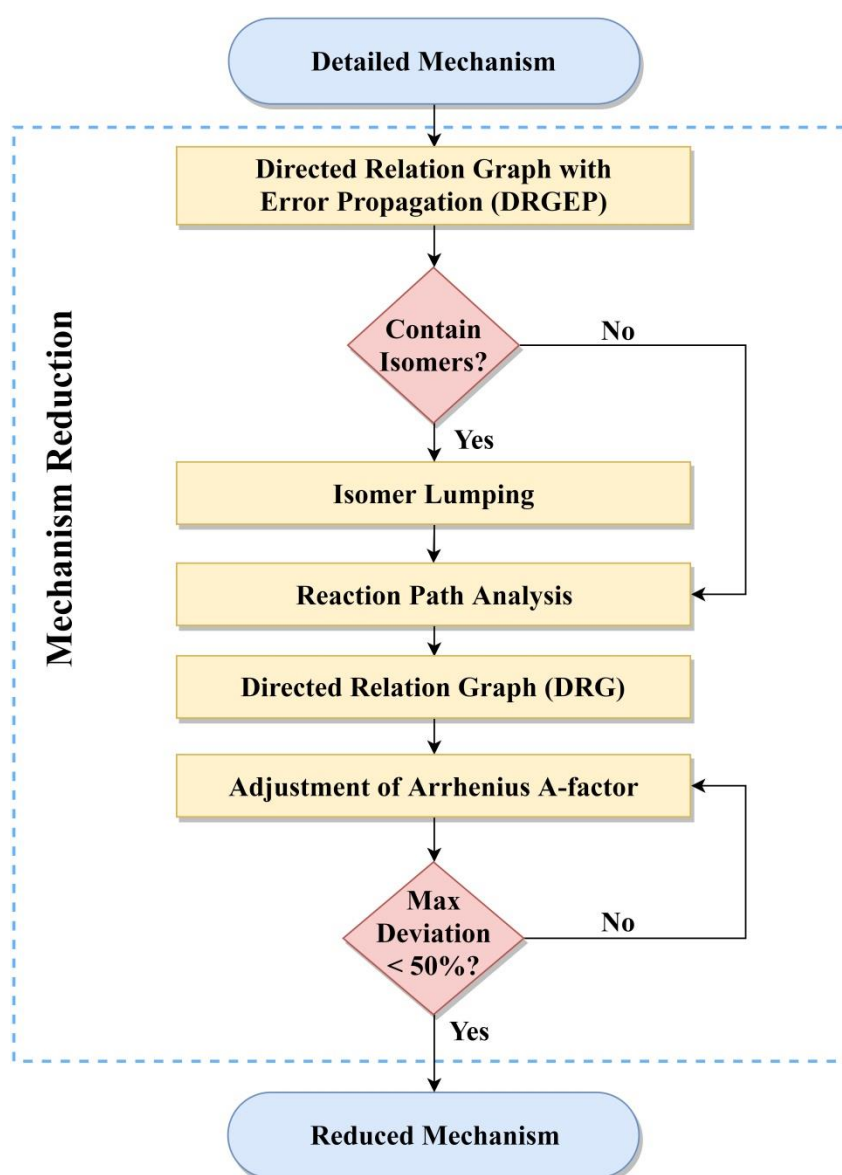 Detailed Mechanism
Directed Relation Graph with
Error Propagation (DRGEP)
Contain
Isomers?
No
Yes
Isomer Lumping
Reaction Path Analysis
Directed Relation Graph (DRG)
Adjustment of Arrhenius A-factor
Max
Deviation
< 50%?
No
Yes
Reduced Mechanism
Mechanism Reduction